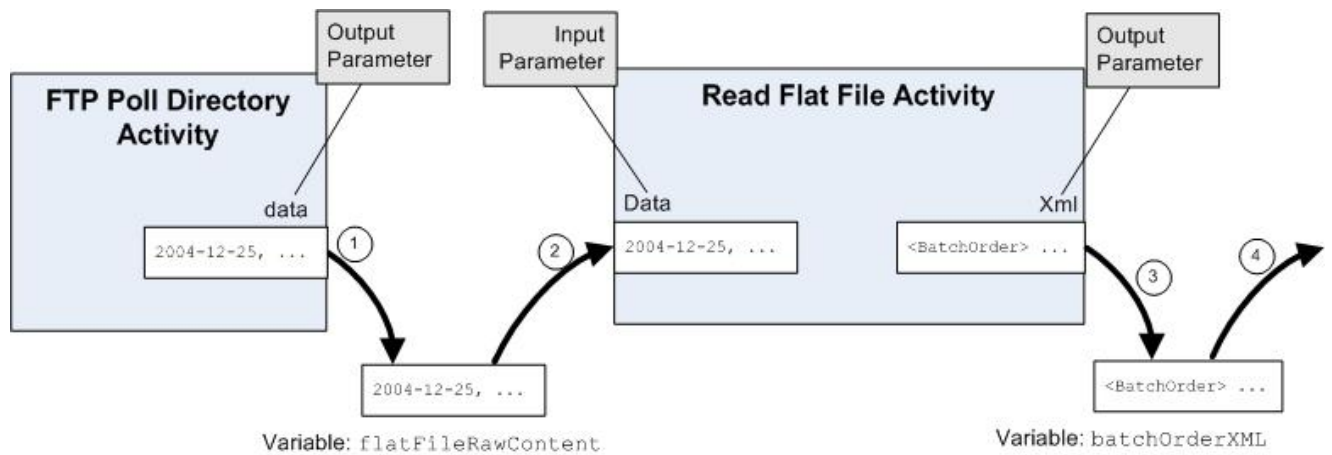 Output
Parameter
Input
Parameter
Output
Parameter
FTP Poll Directory
Activity
Read Flat File Activity
data
Data
Xml
2004-12-25, ...
1
2
2004-12-25, ...
<BatchOrder> ...
3
4
2004-12-25, ...
<BatchOrder> ...
Variable: flatFileRawContent
Variable: batchOrderXML